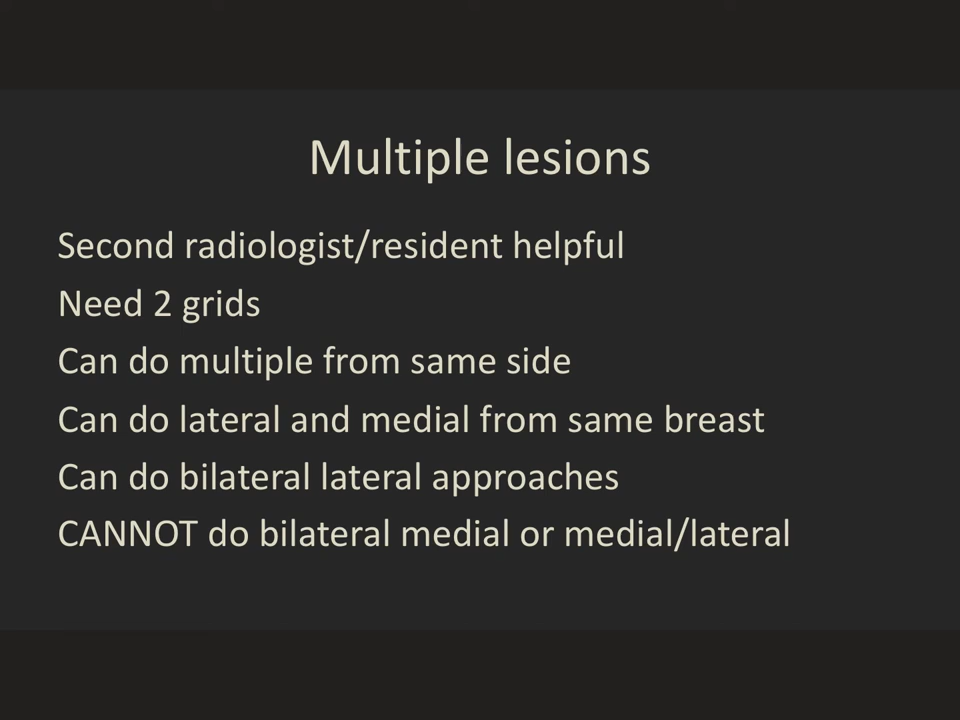 Multiple lesions
Second radiologist/resident helpful
Need 2 grids
Can do multiple from same side
Can do lateral and medial from same breast
Can do bilateral lateral approaches
CANNOT do bilateral medial or medial/lateral